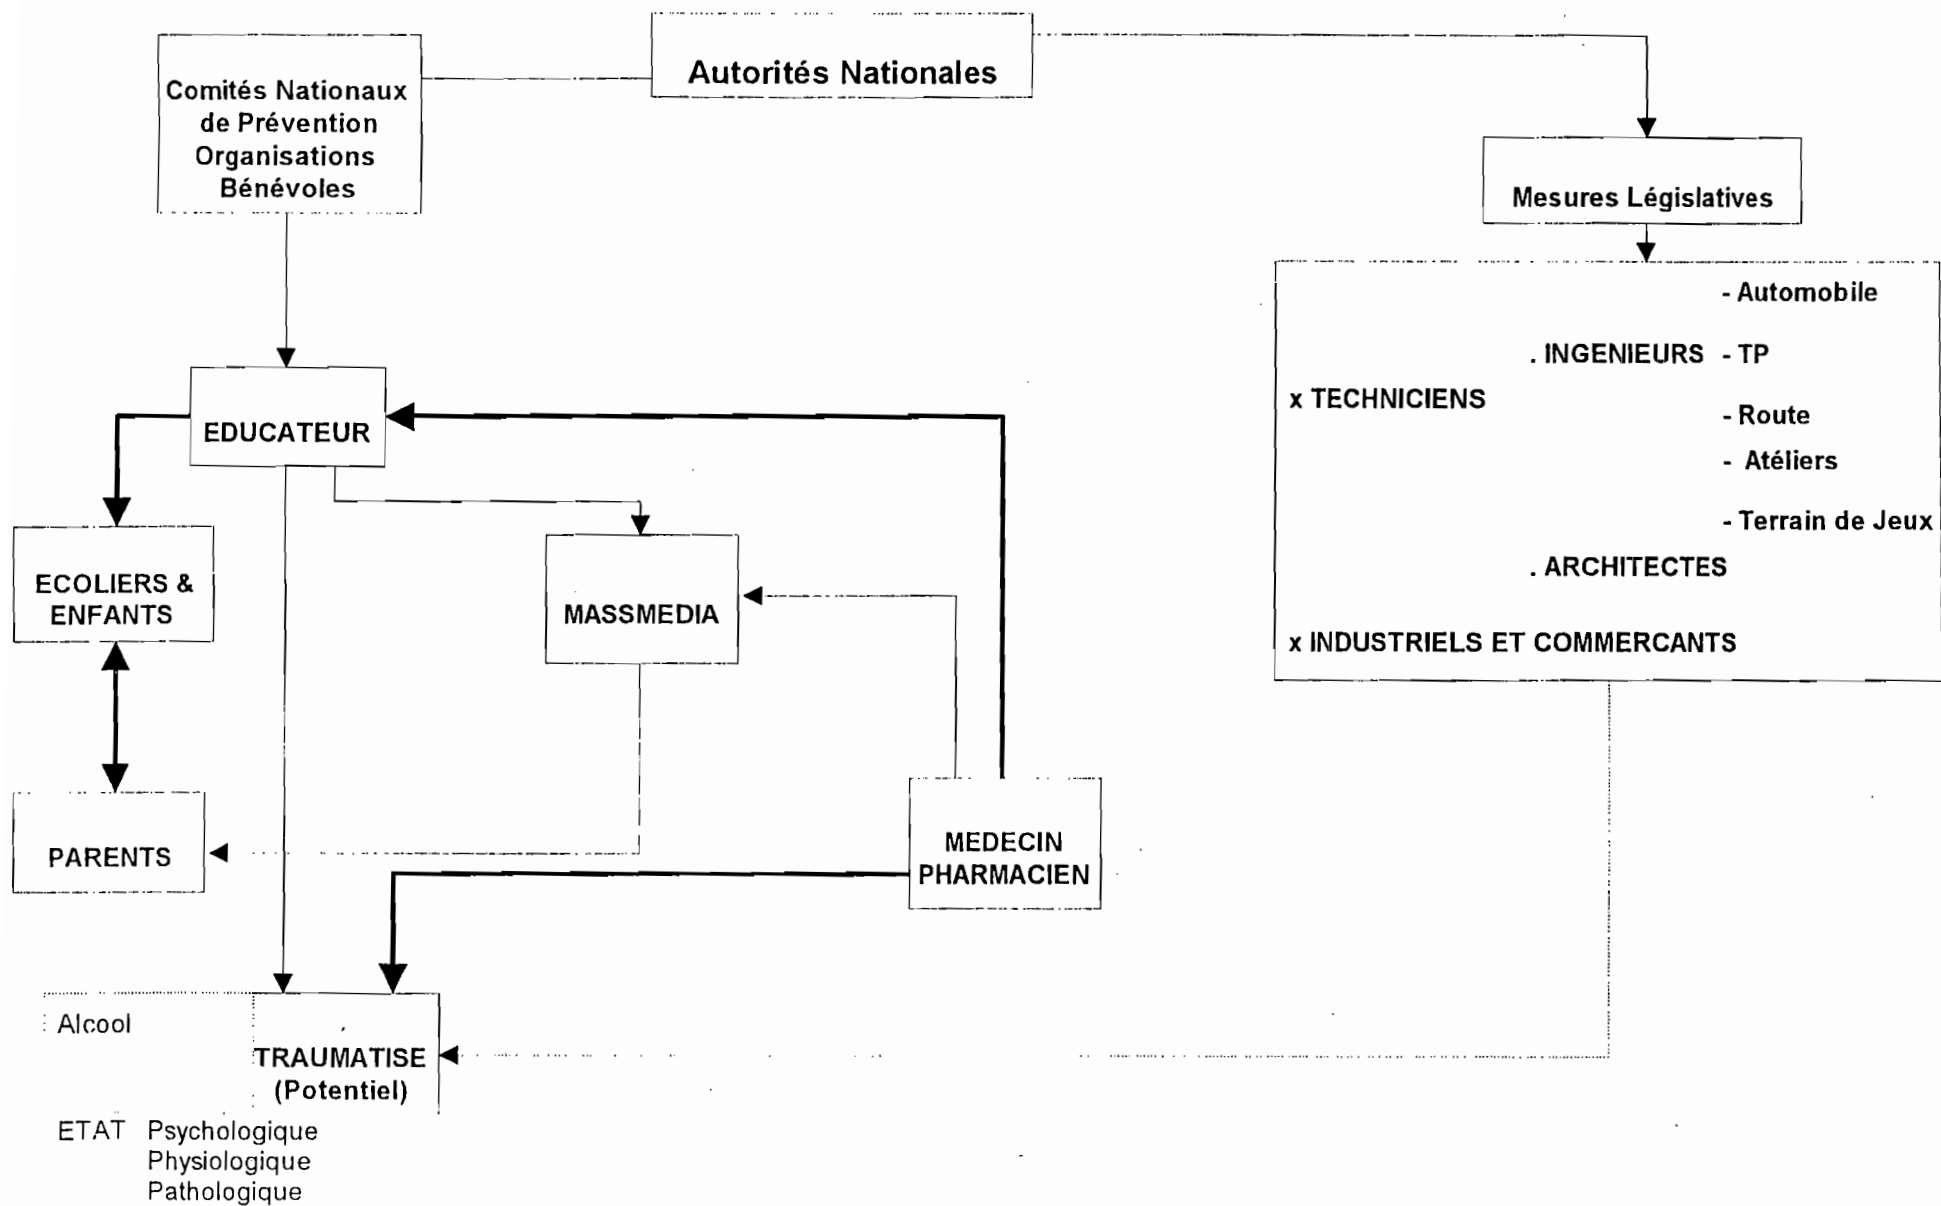 Autorités Nationales
Comités Nationaux
de Prévention
Organisations
Bénévoles
Mesures Législatives
- Automobile
. INGENIEURS - TP
x TECHNICIENS
- Route
- Atéliers
- Terrain de Jeux
. ARCHITECTES
x INDUSTRIELS ET COMMERCANTS
EDUCATEUR
ECOLIERS &
ENFANTS
MASSMEDIA
PARENTS
MEDECIN
PHARMACIEN
Alcool
TRAUMATISE
(Potentiel)
ETAT Psychologique
Physiologique
Pathologique